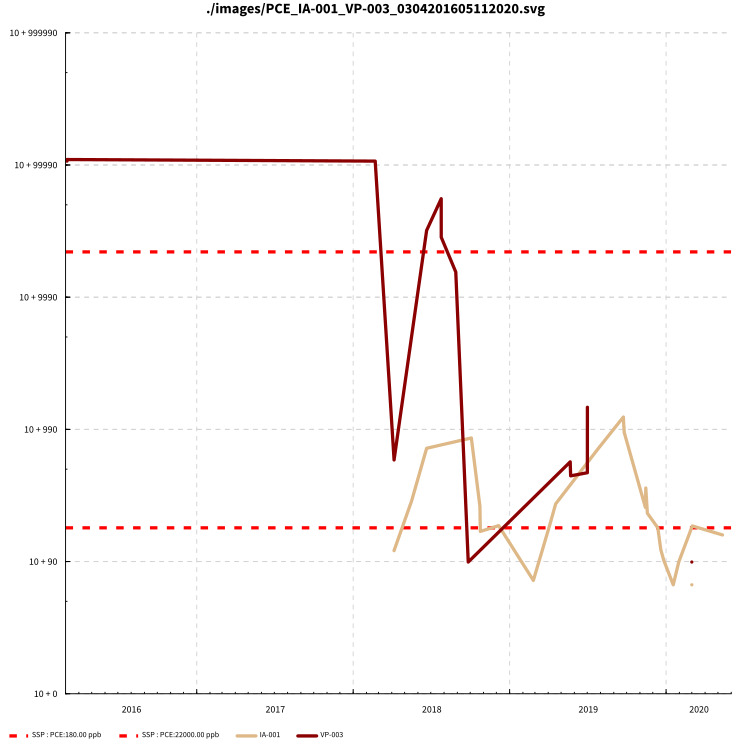 ./images/PCE_IA-001_VP-003_0304201605112020.svg
10 + 999990
10 + 99990
10 + 9990
10 + 990
10 + 90
10 + 0
2016 2017 2018 2019 2020
SSP : PCE:180.00 ppb SSP : PCE:22000.00 ppb IA-001 VP-003